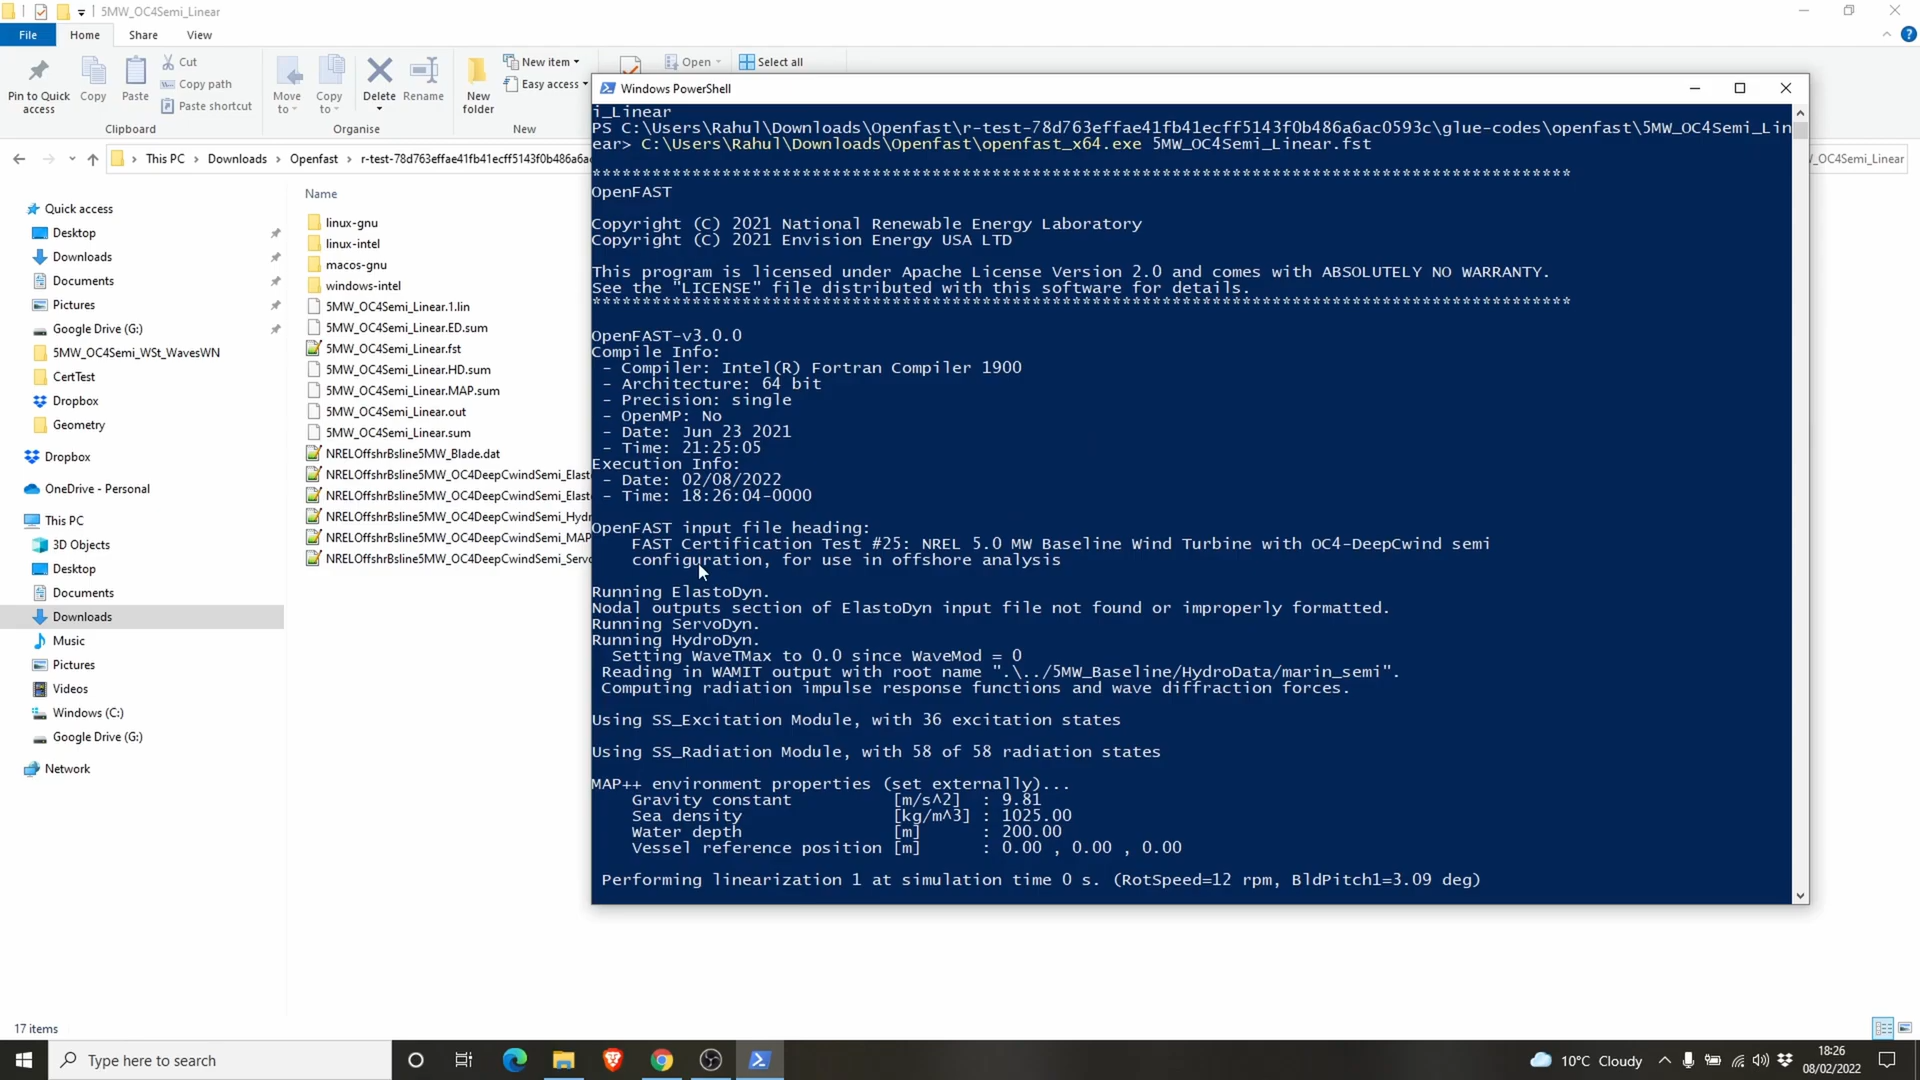 5MW_OC4Semi_Linear
File
Home
Share
View
Pin to Quick access
Copy
Paste
Cut
Copy path
Paste shortcut
Clipboard
Move to
Copy to
Delete
Rename
Organise
New folder
New item
Easy access
New
Open
Select all
This PC
Downloads
Openfast
r-test-78d763effae41fb41ecff5143f0b486a6a
_OC4Semi_Linear
Quick access
Desktop
Downloads
Documents
Pictures
Google Drive (G:)
5MW_OC4Semi_WSt_WavesWN
CertTest
Dropbox
Geometry
Dropbox
OneDrive - Personal
This PC
3D Objects
Desktop
Documents
Downloads
Music
Pictures
Videos
Windows (C:)
Google Drive (G:)
Network
Name
linux-gnu
linux-intel
macos-gnu
windows-intel
5MW_OC4Semi_Linear.1.lin
5MW_OC4Semi_Linear.ED.sum
5MW_OC4Semi_Linear.fst
5MW_OC4Semi_Linear.HD.sum
5MW_OC4Semi_Linear.MAP.sum
5MW_OC4Semi_Linear.out
5MW_OC4Semi_Linear.sum
NRELOffshrBsline5MW_Blade.dat
NRELOffshrBsline5MW_OC4DeepCwindSemi_Elast
NRELOffshrBsline5MW_OC4DeepCwindSemi_Elast
NRELOffshrBsline5MW_OC4DeepCwindSemi_Hydr
NRELOffshrBsline5MW_OC4DeepCwindSemi_MAP
NRELOffshrBsline5MW_OC4DeepCwindSemi_Servo
17 items
Windows PowerShell
i_Linear
PS C:\Users\Rahul\Downloads\Openfast\r-test-78d763effae41fb41ecff5143f0b486a6ac0593c\glue-codes\openfast\5MW_OC4Semi_Lin
ear> C:\Users\Rahul\Downloads\Openfast\openfast_x64.exe 5MW_OC4Semi_Linear.fst
**************************************************************************************************
OpenFAST
Copyright (C) 2021 National Renewable Energy Laboratory
Copyright (C) 2021 Envision Energy USA LTD
This program is licensed under Apache License Version 2.0 and comes with ABSOLUTELY NO WARRANTY.
See the "LICENSE" file distributed with this software for details.
**************************************************************************************************
OpenFAST-v3.0.0
Compile Info:
- Compiler: Intel(R) Fortran Compiler 1900
- Architecture: 64 bit
- Precision: single
- OpenMP: No
- Date: Jun 23 2021
- Time: 21:25:05
Execution Info:
- Date: 02/08/2022
- Time: 18:26:04-0000
OpenFAST input file heading:
FAST Certification Test #25: NREL 5.0 MW Baseline Wind Turbine with OC4-DeepCwind semi
configuration, for use in offshore analysis
Running ElastoDyn.
Nodal outputs section of ElastoDyn input file not found or improperly formatted.
Running ServoDyn.
Running HydroDyn.
Setting WaveTMax to 0.0 since WaveMod = 0
Reading in WAMIT output with root name ".\../5MW_Baseline/HydroData/marin_semi".
Computing radiation impulse response functions and wave diffraction forces.
Using SS_Excitation Module, with 36 excitation states
Using SS_Radiation Module, with 58 of 58 radiation states
MAP++ environment properties (set externally)...
Gravity constant [m/s^2] : 9.81
Sea density [kg/m^3] : 1025.00
Water depth [m] : 200.00
Vessel reference position [m] : 0.00 , 0.00 , 0.00
Performing linearization 1 at simulation time 0 s. (RotSpeed=12 rpm, BldPitch1=3.09 deg)
Type here to search
10°C Cloudy
18:26
08/02/2022